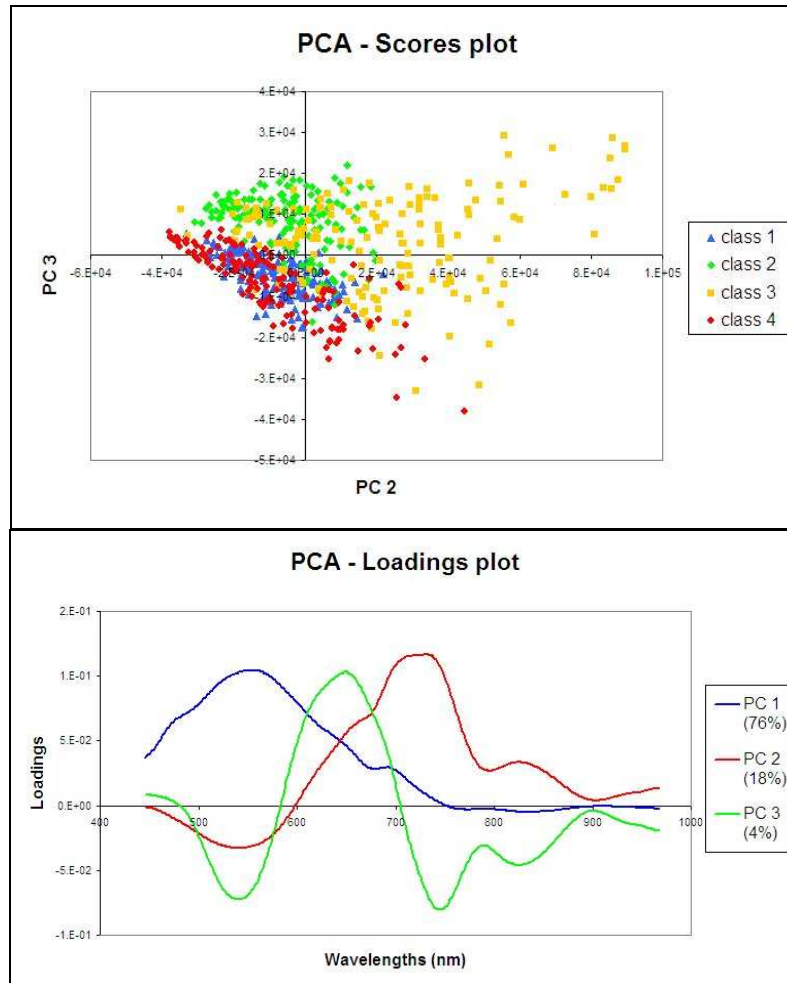 PCA - Scores plot
4.E+04
3.E+04
2.E+04
1.E+04
-6.E+04 -4.E+04 2.E+04 4.E+04 6.E+04 8.E+04 1.E+05
-2.E+04
-3.E+04
-4.E+04
-5.E+04
PC 3
PC 2
class 1
class 2
class 3
class 4
PCA - Loadings plot
2.E-01
1.E-01
5.E-02
0.E+00
400 500 600 700 800 900 1000
-5.E-02
-1.E-01
Loadings
Wavelengths (nm)
PC 1
(76%)
PC 2
(18%)
PC 3
(4%)